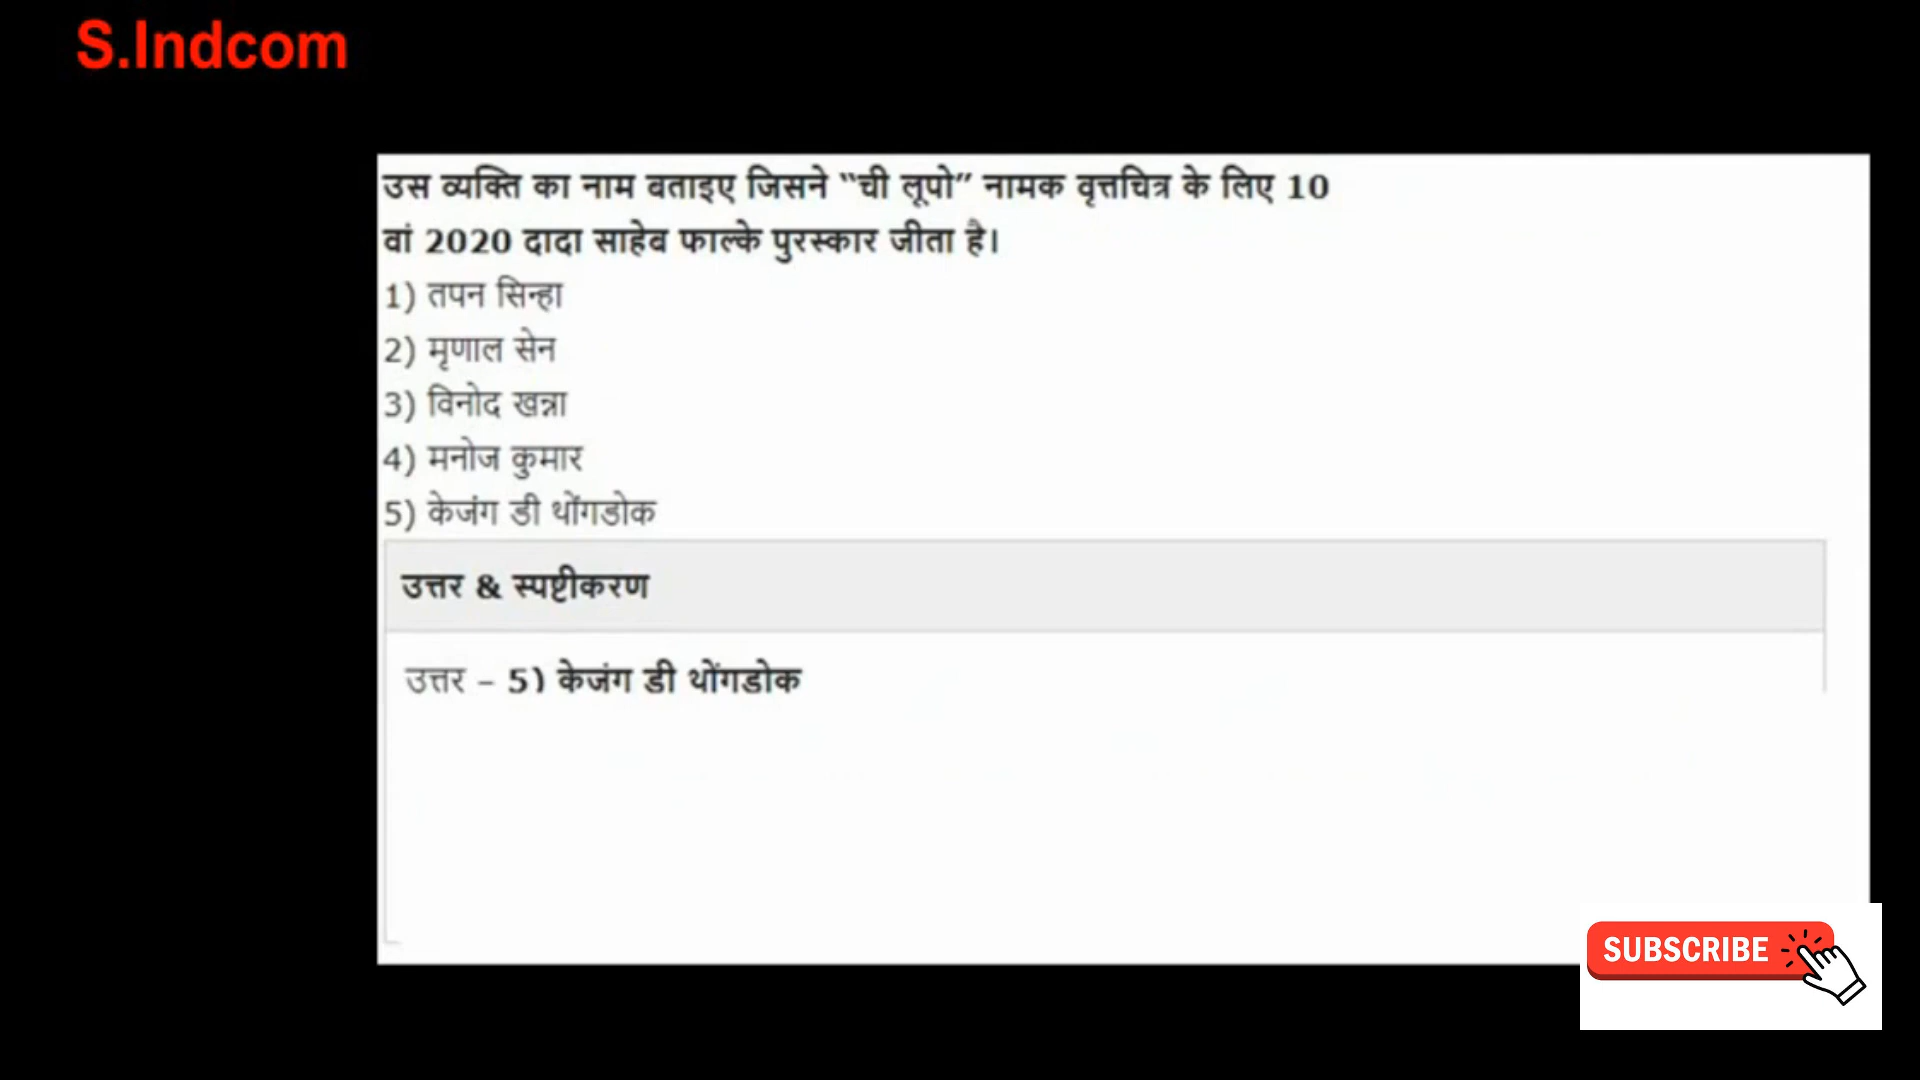 S.Indcom
उस व्यक्ति का नाम बताइए जिसने “ची लूपो” नामक वृत्तचित्र के लिए 10
वां 2020 दादा साहेब फाल्के पुरस्कार जीता है।
1) तपन सिन्हा
2) मृणाल सेन
3) विनोद खन्ना
4) मनोज कुमार
5) केजंग डी थोंगडोक
उत्तर & स्पष्टीकरण
उत्तर – 5) केजंग डी थोंगडोक
SUBSCRIBE